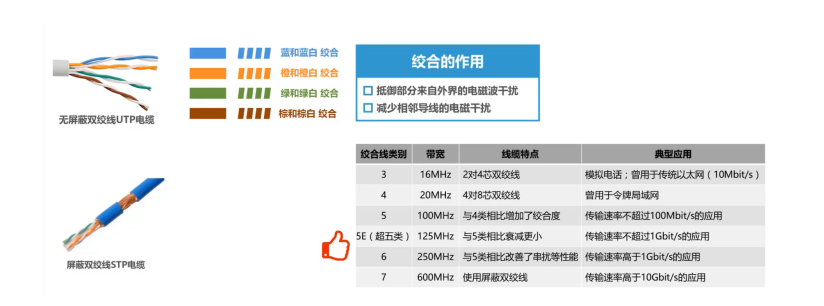 蓝和蓝白 绞合
橙和橙白 绞合
绿和绿白 绞合
棕和棕白 绞合
无屏蔽双绞线UTP电缆
绞合的作用
抵御部分来自外界的电磁波干扰
减少相邻导线的电磁干扰
屏蔽双绞线STP电缆
绞合线类别 带宽 线缆特点 典型应用
3 16MHz 2对4芯双绞线 模拟电话；曾用于传统以太网（10Mbit/s）
4 20MHz 4对8芯双绞线 曾用于令牌局域网
5 100MHz 与4类相比增加了绞合度 传输速率不超过100Mbit/s的应用
5E（超五类） 125MHz 与5类相比衰减更小 传输速率不超过1Gbit/s的应用
6 250MHz 与5类相比改善了串扰等性能 传输速率高于1Gbit/s的应用
7 600MHz 使用屏蔽双绞线 传输速率高于10Gbit/s的应用